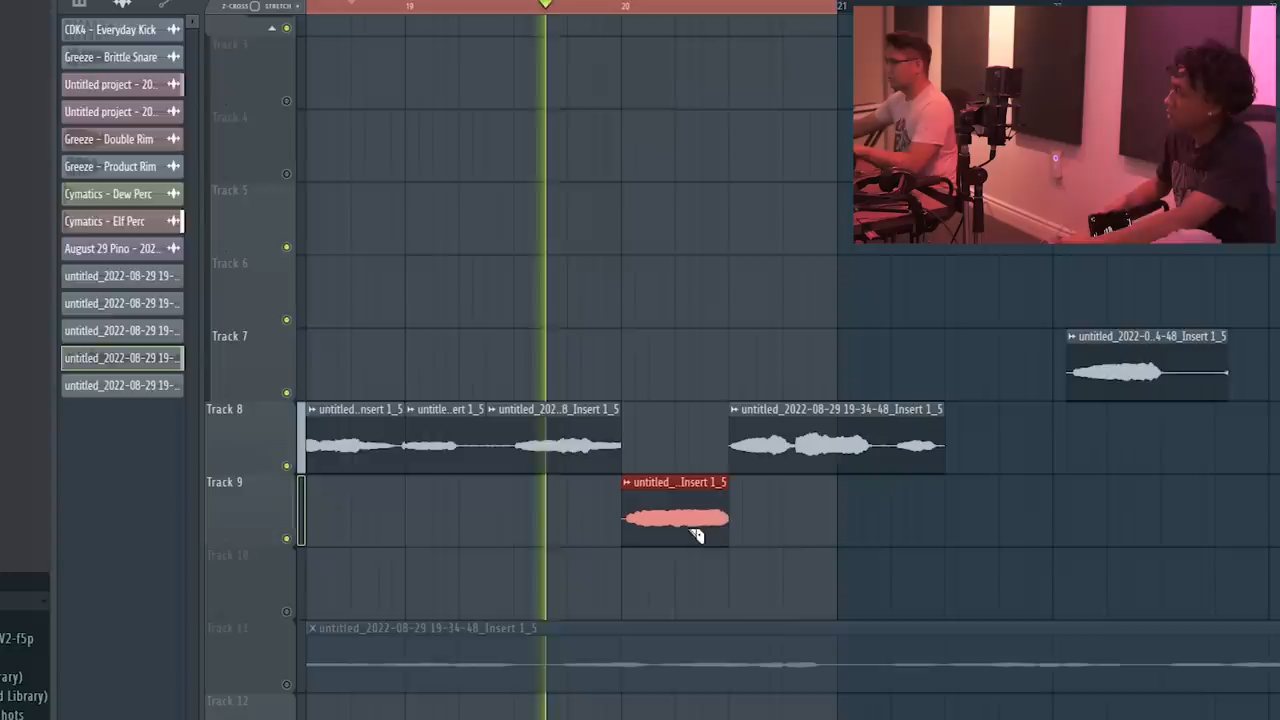 Z-CROSS STRETCH
19
20
21
CDK4 - Everyday Kick
Greeze - Brittle Snare
Untitled project - 20..
Untitled project - 20..
Greeze - Double Rim
Greeze - Product Rim
Cymatics - Dew Perc
Cymatics - Elf Perc
August 29 Pino - 202...
untitled_2022-08-29 19-...
untitled_2022-08-29 19-...
untitled_2022-08-29 19-...
untitled_2022-08-29 19-...
untitled_2022-08-29 19-...
Track 3
Track 4
Track 5
Track 6
Track 7
untitled_2022-0..4-48_Insert 1_5
Track 8
untitled..nsert 1_5
untitle..ert 1_5
untitled_202..8_Insert 1_5
untitled_2022-08-29 19-34-48_Insert 1_5
Track 9
untitled_...Insert 1_5
Track 10
Track 11
untitled_2022-08-29 19-34-48_Insert 1_5
Track 12
V2-f5p
rary)
d Library)
hots